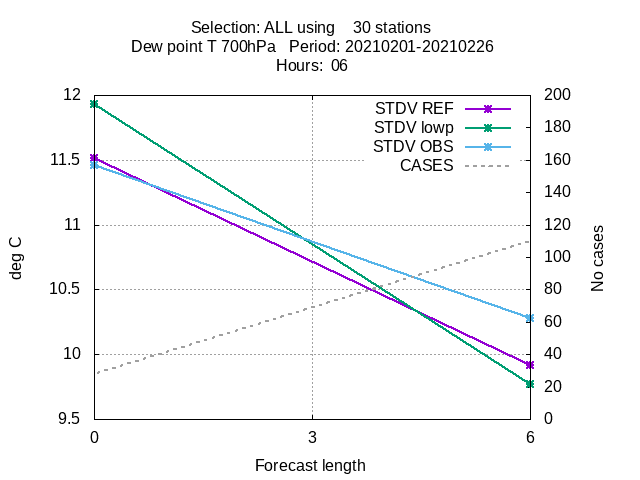 Selection: ALL using    30 stations
Dew point T 700hPa   Period: 20210201-20210226
Hours:  06
STDV REF
STDV lowp
STDV OBS
CASES
12
11.5
11
10.5
10
9.5
200
180
160
140
120
100
80
60
40
20
0
deg C
No cases
0 3 6
Forecast length